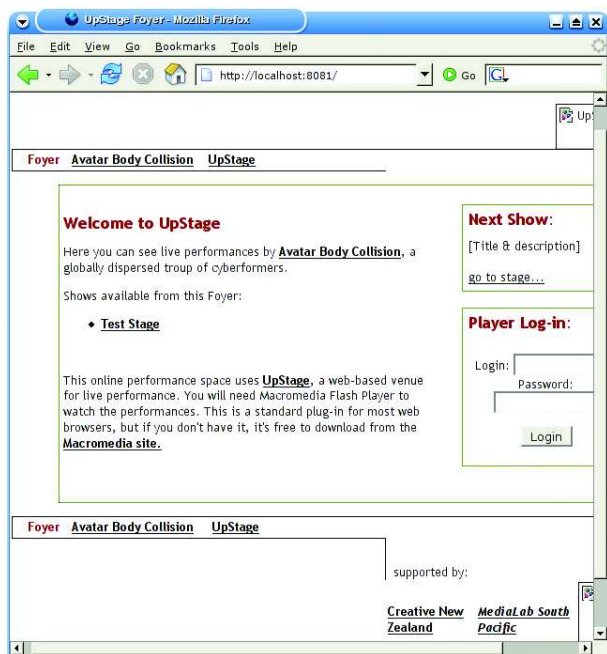 UpStage Foyer - Mozilla Firefox
File Edit View Go Bookmarks Tools Help
http://localhost:8081/ Go G
Foyer Avatar Body Collision UpStage
Welcome to UpStage
Here you can see live performances by Avatar Body Collision, a
globally dispersed troup of cyberformers.
Shows available from this Foyer:
Test Stage
This online performance space uses UpStage, a web-based venue
for live performance. You will need Macromedia Flash Player to
watch the performances. This is a standard plug-in for most web
browsers, but if you don't have it, it's free to download from the
Macromedia site.
Next Show:
[Title & description]
go to stage...
Player Log-in:
Login:
Password:
Login
Foyer Avatar Body Collision UpStage
supported by:
Creative New
Zealand
MediaLab South
Pacific